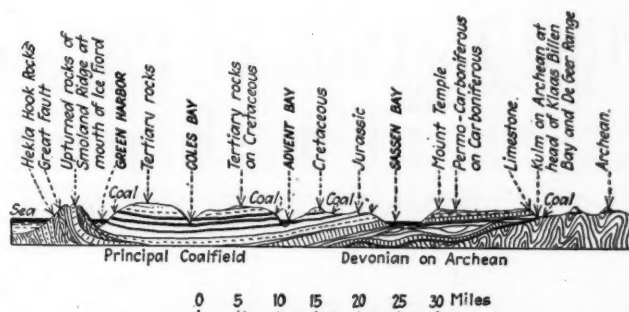 Hekla Hook Rocks
Great Fault
Upturned rocks of
Smoland Ridge at
mouth of Ice Fiord
GREEN HARBOR
Tertiary rocks
COLES BAY
Tertiary rocks
on Cretaceous
ADVENT BAY
Cretaceous
Jurassic
SASSEN BAY
Mount Temple
Permo-Carboniferous
on Carboniferous
Limestone
Kulm on Archean at
head of Klaas Billen
Bay and De Geer Range
Archean.
Sea
Coal
Coal
Coal
Coal
Principal Coalfield
Devonian on Archean
0 5 10 15 20 25 30 Miles